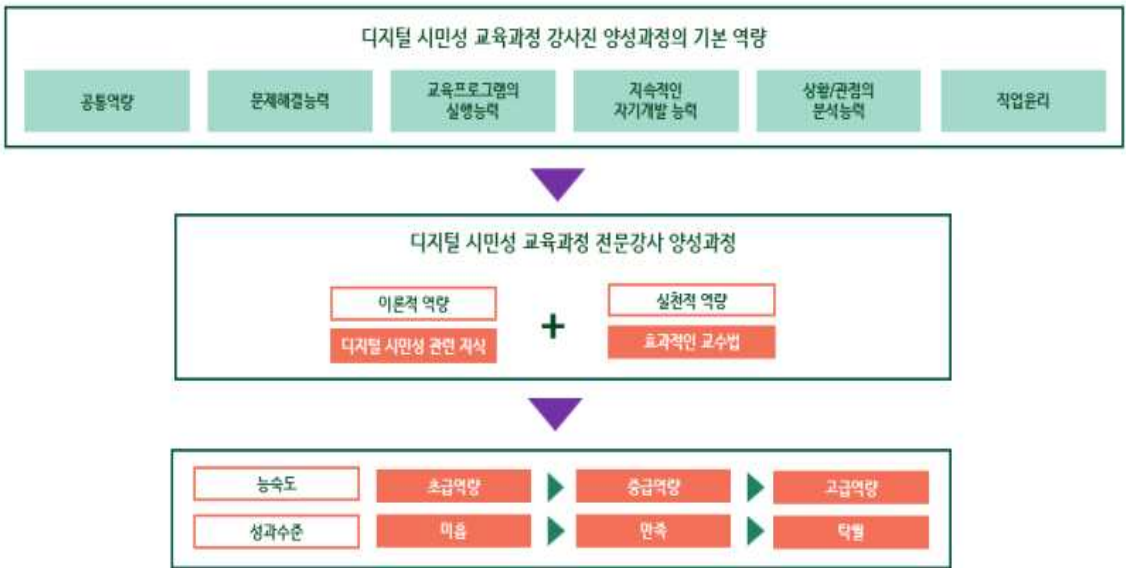 디지털 시민성 교육과정 강사진 양성과정의 기본 역량
공통역량
문제해결능력
교육프로그램의
실행능력
지속적인
자기개발 능력
상황/관점의
분석능력
직업윤리
디지털 시민성 교육과정 전문강사 양성과정
이론적 역량
디지털 시민성 관련 지식
+
실천적 역량
효과적인 교수법
능숙도
초급역량
중급역량
고급역량
성과수준
미흡
만족
탁월